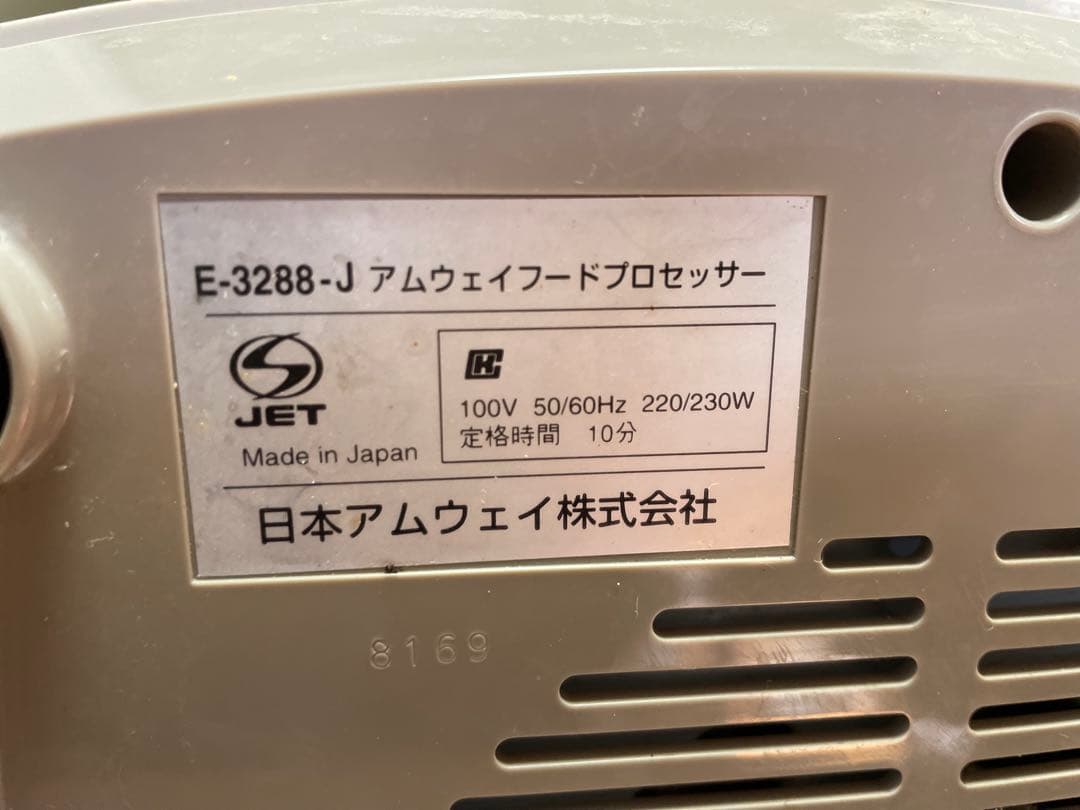 E-3288-J アムウェイフードプロセッサー
JET
Made in Japan
100V 50/60Hz 220/230W
定格時間 10分
日本アムウェイ株式会社
8169